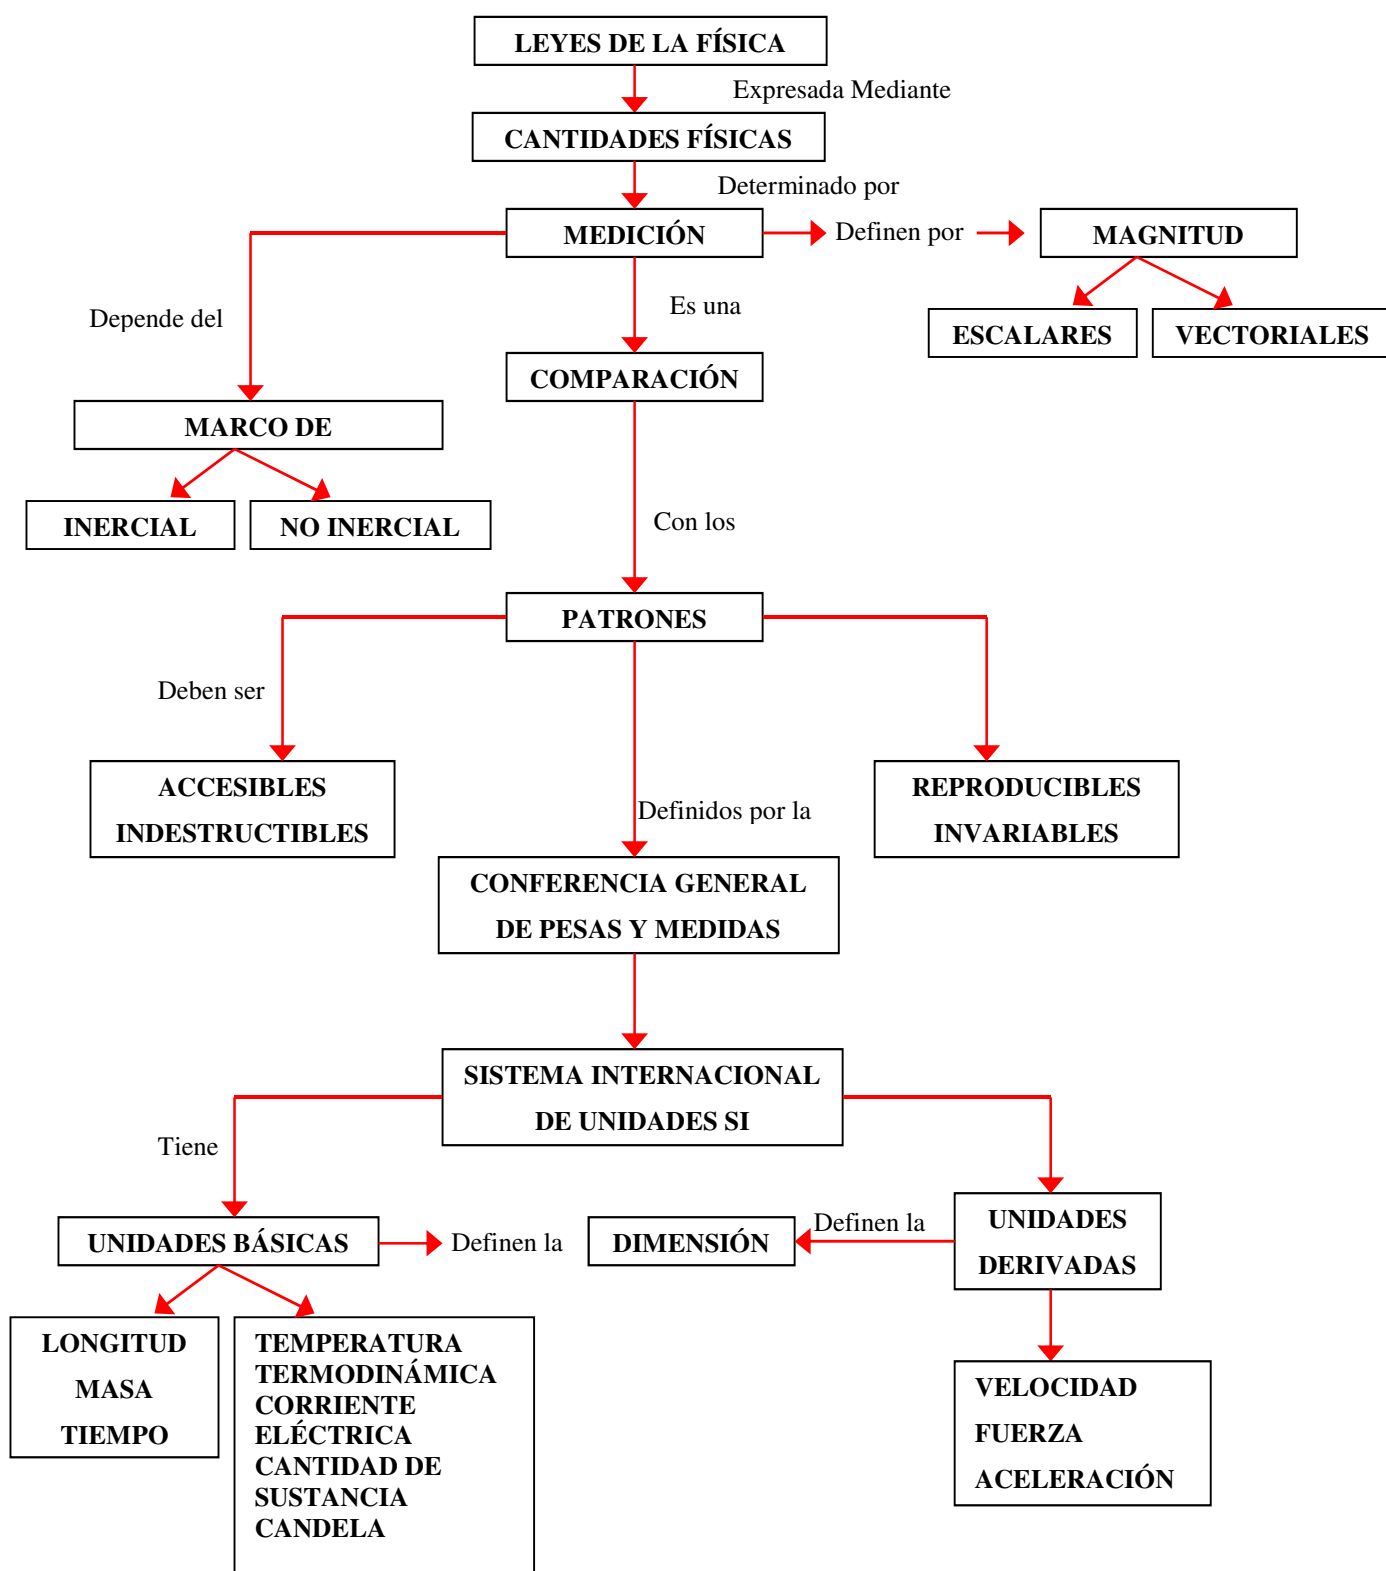 LEYES DE LA FÍSICA
Expresada Mediante
CANTIDADES FÍSICAS
Determinado por
MEDICIÓN
Definen por
MAGNITUD
Es una
Depende del
ESCALARES
VECTORIALES
COMPARACIÓN
MARCO DE
INERCIAL
NO INERCIAL
Con los
PATRONES
Deben ser
ACCESIBLES
INDESTRUCTIBLES
Definidos por la
REPRODUCIBLES
INVARIABLES
CONFERENCIA GENERAL
DE PESAS Y MEDIDAS
SISTEMA INTERNACIONAL
DE UNIDADES SI
Tiene
UNIDADES BÁSICAS
Definen la
DIMENSIÓN
Definen la
UNIDADES
DERIVADAS
LONGITUD
MASA
TIEMPO
TEMPERATURA
TERMODINÁMICA
CORRIENTE
ELÉCTRICA
CANTIDAD DE
SUSTANCIA
CANDELA
VELOCIDAD
FUERZA
ACELERACIÓN